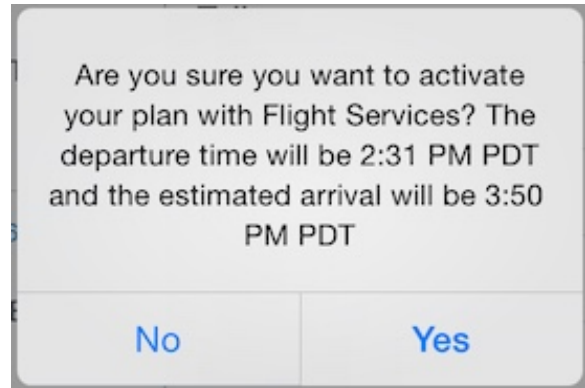 Are you sure you want to activate
your plan with Flight Services? The
departure time will be 2:31 PM PDT
and the estimated arrival will be 3:50
PM PDT
No
Yes